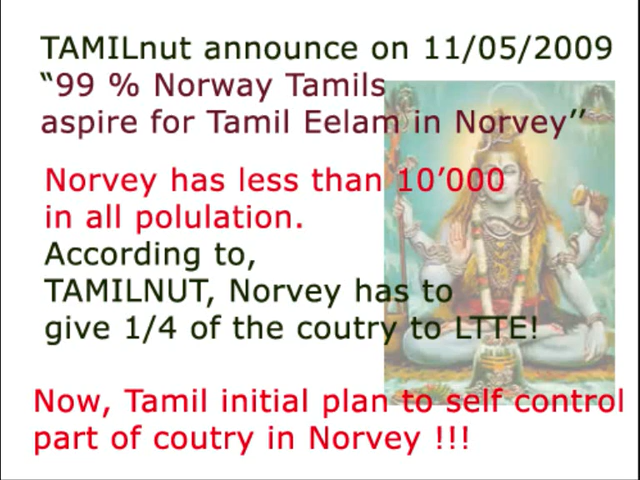 TAMILnut announce on 11/05/2009
“99 % Norway Tamils
aspire for Tamil Eelam in Norvey’’
Norvey has less than 10’000
in all polulation.
According to,
TAMILNUT, Norvey has to
give 1/4 of the coutry to LTTE!
Now, Tamil initial plan to self control
part of coutry in Norvey !!!